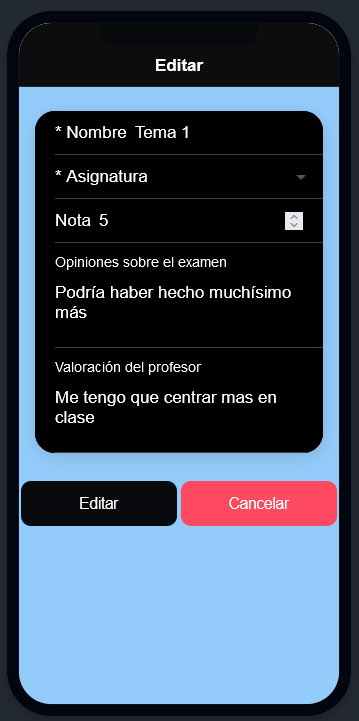 Editar
* Nombre Tema 1
* Asignatura
Nota 5
Opiniones sobre el examen
Podría haber hecho muchísimo
más
Valoración del profesor
Me tengo que centrar mas en
clase
Editar Cancelar